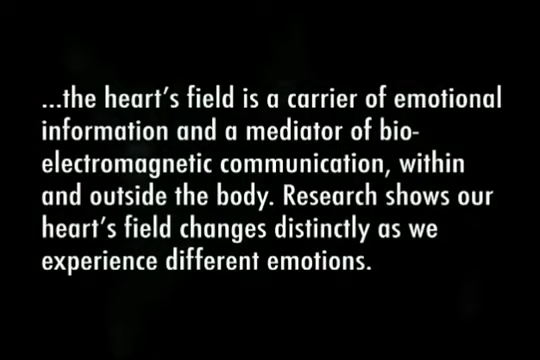 ...the heart's field is a carrier of emotional
information and a mediator of bio-
electromagnetic communication, within
and outside the body. Research shows our
heart's field changes distinctly as we
experience different emotions.